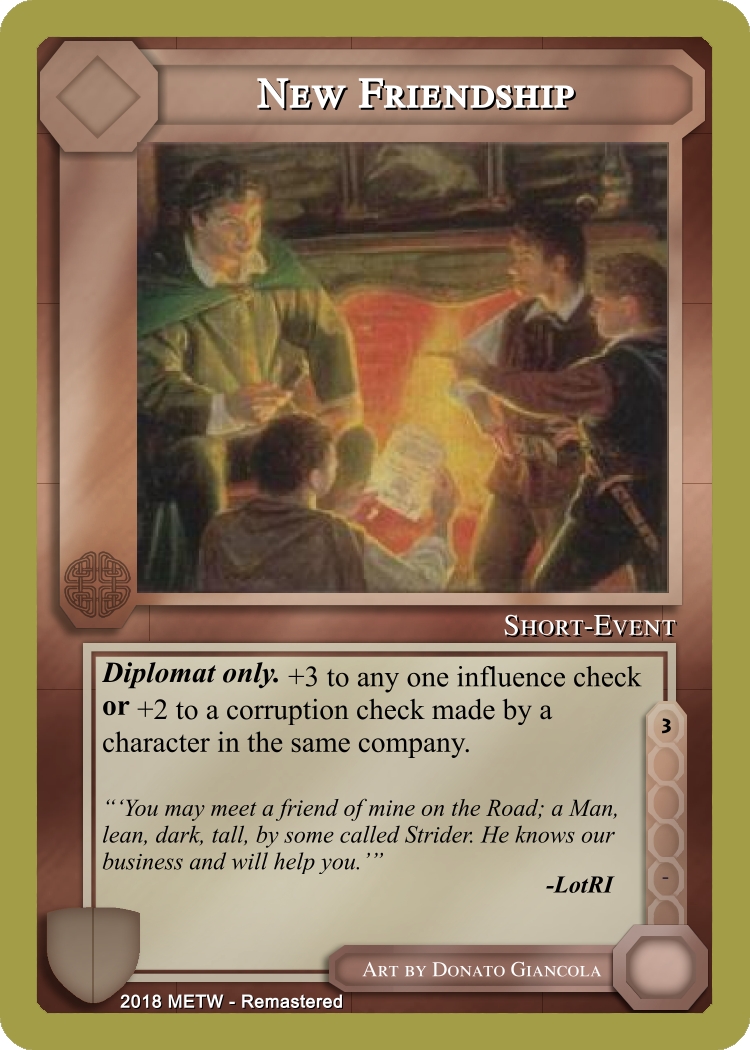 New Friendship
Short-Event
Diplomat only. +3 to any one influence check
or +2 to a corruption check made by a
character in the same company.
3
“‘You may meet a friend of mine on the Road; a Man,
lean, dark, tall, by some called Strider. He knows our
business and will help you.’”
-
-LotRI
Art by Donato Giancola
2018 METW - Remastered